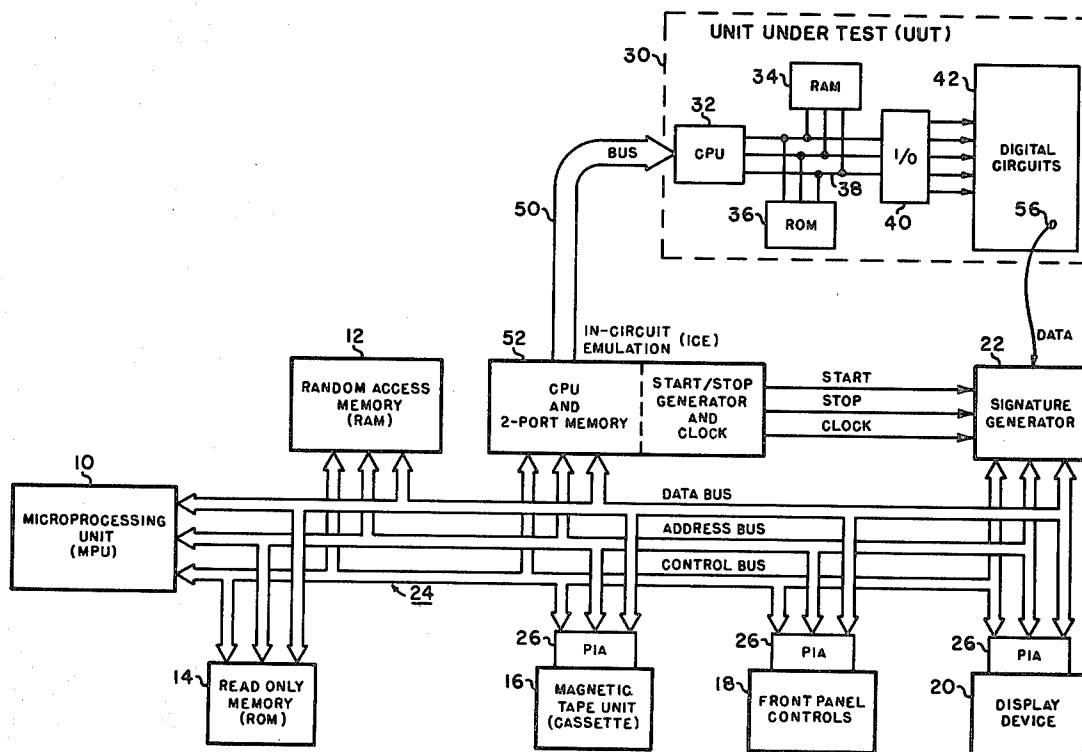 UNIT UNDER TEST (UUT)
30
34
RAM
42
32
CPU
BUS
I/O
DIGITAL
CIRCUITS
38
36
ROM
40
56
50
IN-CIRCUIT
EMULATION (ICE)
DATA
12
52
22
RANDOM ACCESS
MEMORY
(RAM)
CPU
AND
2-PORT MEMORY
START/STOP
GENERATOR
AND
CLOCK
START
STOP
CLOCK
SIGNATURE
GENERATOR
10
MICROPROCESSING
UNIT
(MPU)
DATA BUS
ADDRESS BUS
CONTROL BUS
24
26
PIA
26
PIA
26
PIA
14
READ ONLY
MEMORY
(ROM)
16
MAGNETIC
TAPE UNIT
(CASSETTE)
18
FRONT PANEL
CONTROLS
20
DISPLAY
DEVICE